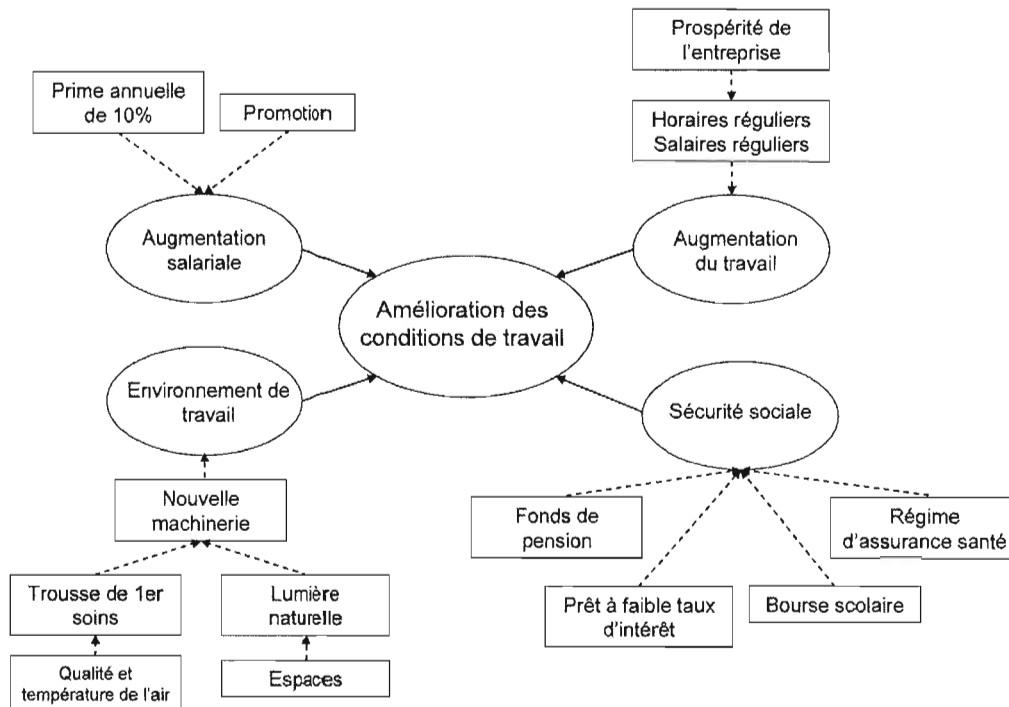 Prospérité de
l'entreprise
Prime annuelle
de 10%
Promotion
Horaires réguliers
Salaires réguliers
Augmentation
salariale
Augmentation
du travail
Amélioration des
conditions de travail
Environnement de
travail
Sécurité sociale
Nouvelle
machinerie
Fonds de
pension
Régime
d'assurance santé
Trousse de 1er
soins
Lumière
naturelle
Prêt à faible taux
d'intérêt
Bourse scolaire
Qualité et
température de l'air
Espaces